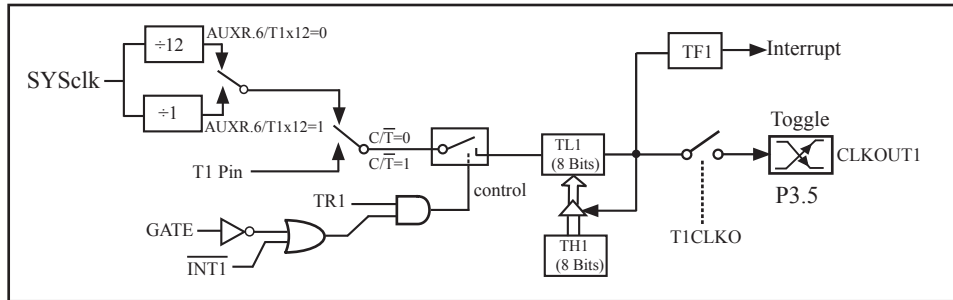 AUXR.6/T1x12=0
÷12
SYSclk
÷1
AUXR.6/T1x12=1
C/T̅=0
C/T̅=1
T1 Pin
TR1
control
GATE
I̅N̅T̅1̅
TL1
(8 Bits)
TH1
(8 Bits)
TF1
Interrupt
Toggle
CLKOUT1
P3.5
T1CLKO